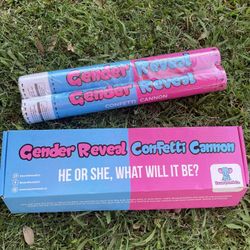 Gender Reveal
Gender Reveal
CONFETTI CANNON
Gender Reveal Confetti Cannon
HE OR SHE, WHAT WILL IT BE?